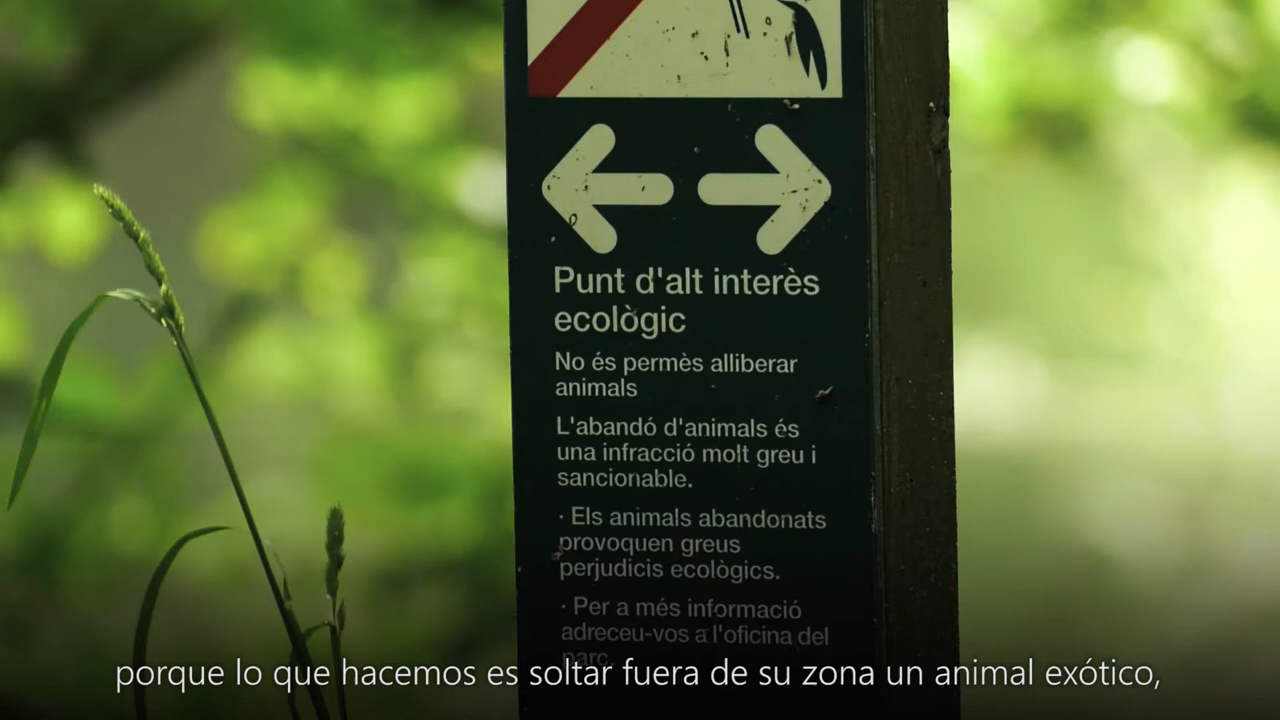 Punt d'alt interès
ecològic
No és permès alliberar
animals
L'abandó d'animals és
una infracció molt greu i
sancionable.
· Els animals abandonats
provoquen greus
perjudicis ecològics.
· Per a més informació
adreceu-vos a l'oficina del
parc.
porque lo que hacemos es soltar fuera de su zona un animal exótico,